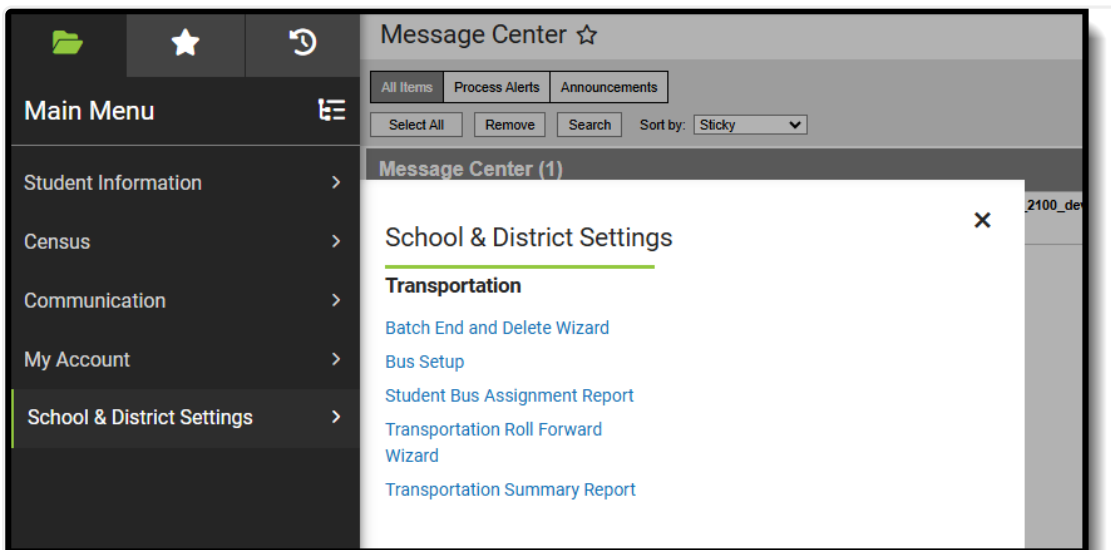 Main Menu
Student Information
Census
Communication
My Account
School & District Settings
Message Center
All Items Process Alerts Announcements
Select All Remove Search Sort by: Sticky
Message Center (1)
_2100_dev
School & District Settings
Transportation
Batch End and Delete Wizard
Bus Setup
Student Bus Assignment Report
Transportation Roll Forward
Wizard
Transportation Summary Report